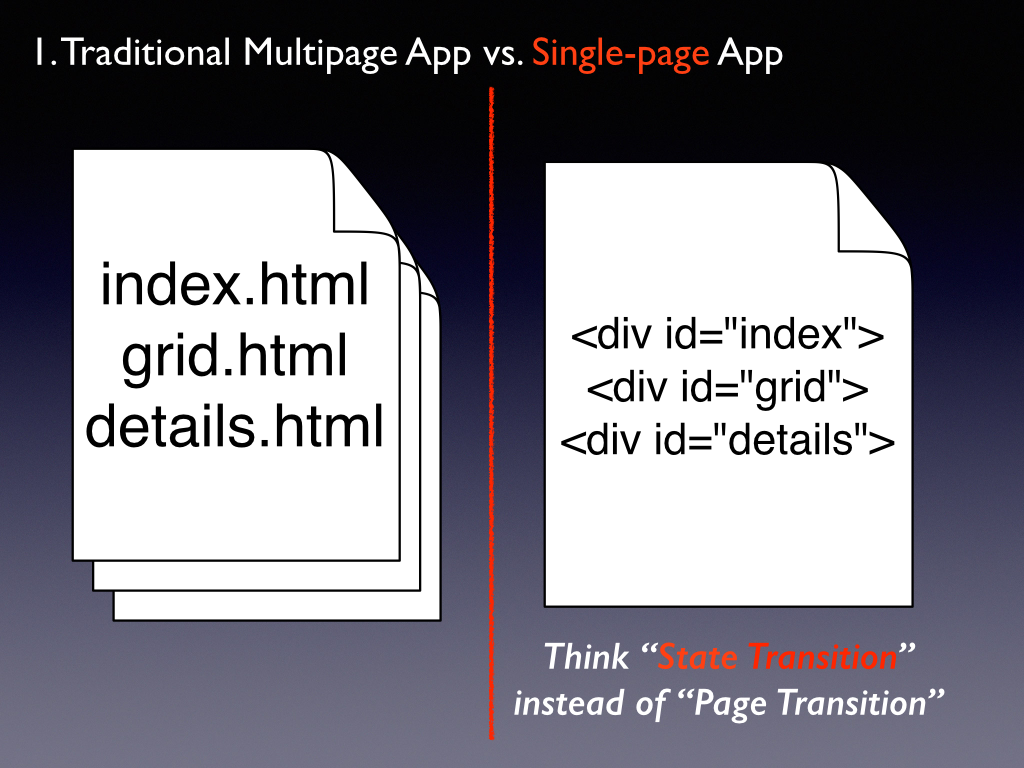 1. Traditional Multipage App vs. Single-page App
index.html
grid.html
details.html
<div id="index">
<div id="grid">
<div id="details">
Think “State Transition”
instead of “Page Transition”